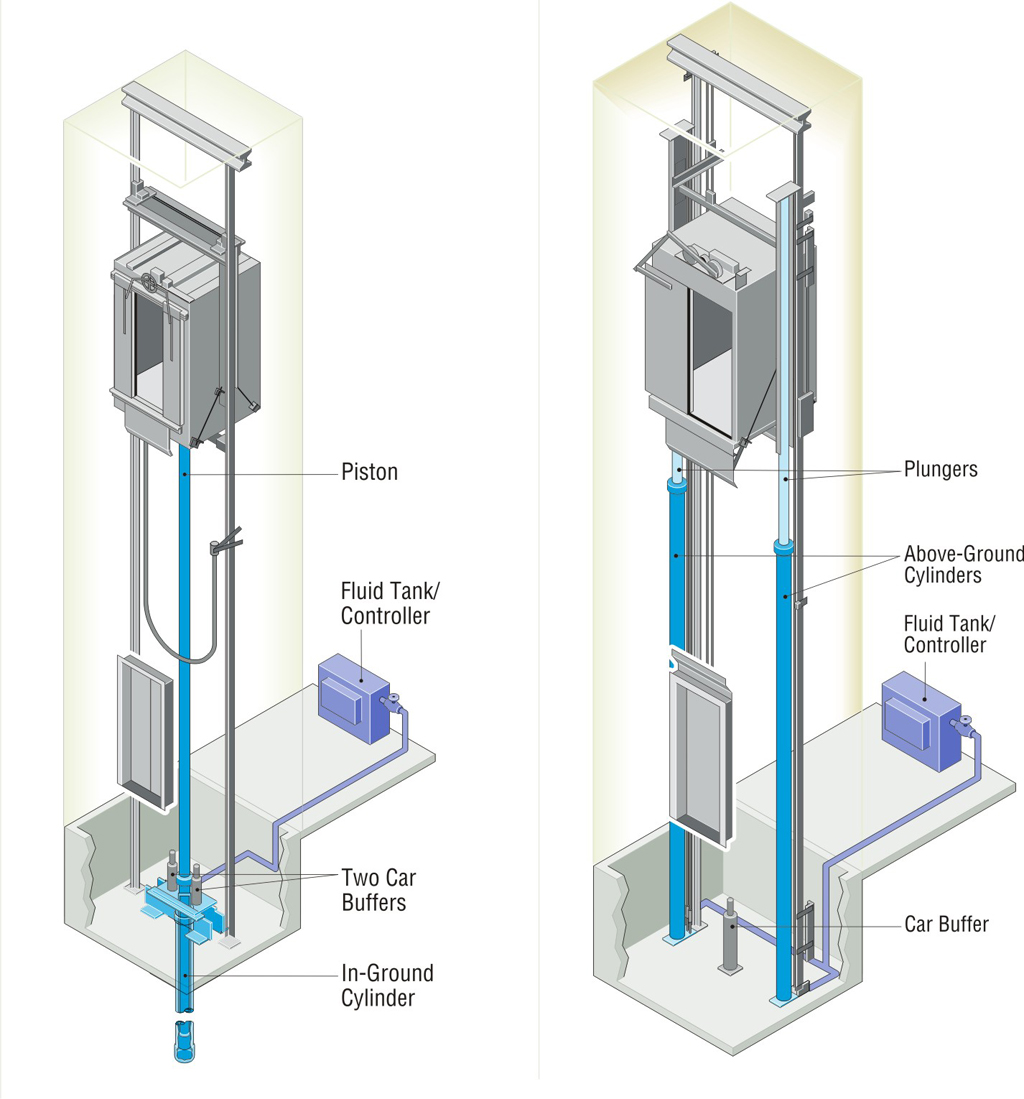 Piston
Fluid Tank/
Controller
Two Car
Buffers
In-Ground
Cylinder
Plungers
Above-Ground
Cylinders
Fluid Tank/
Controller
Car Buffer